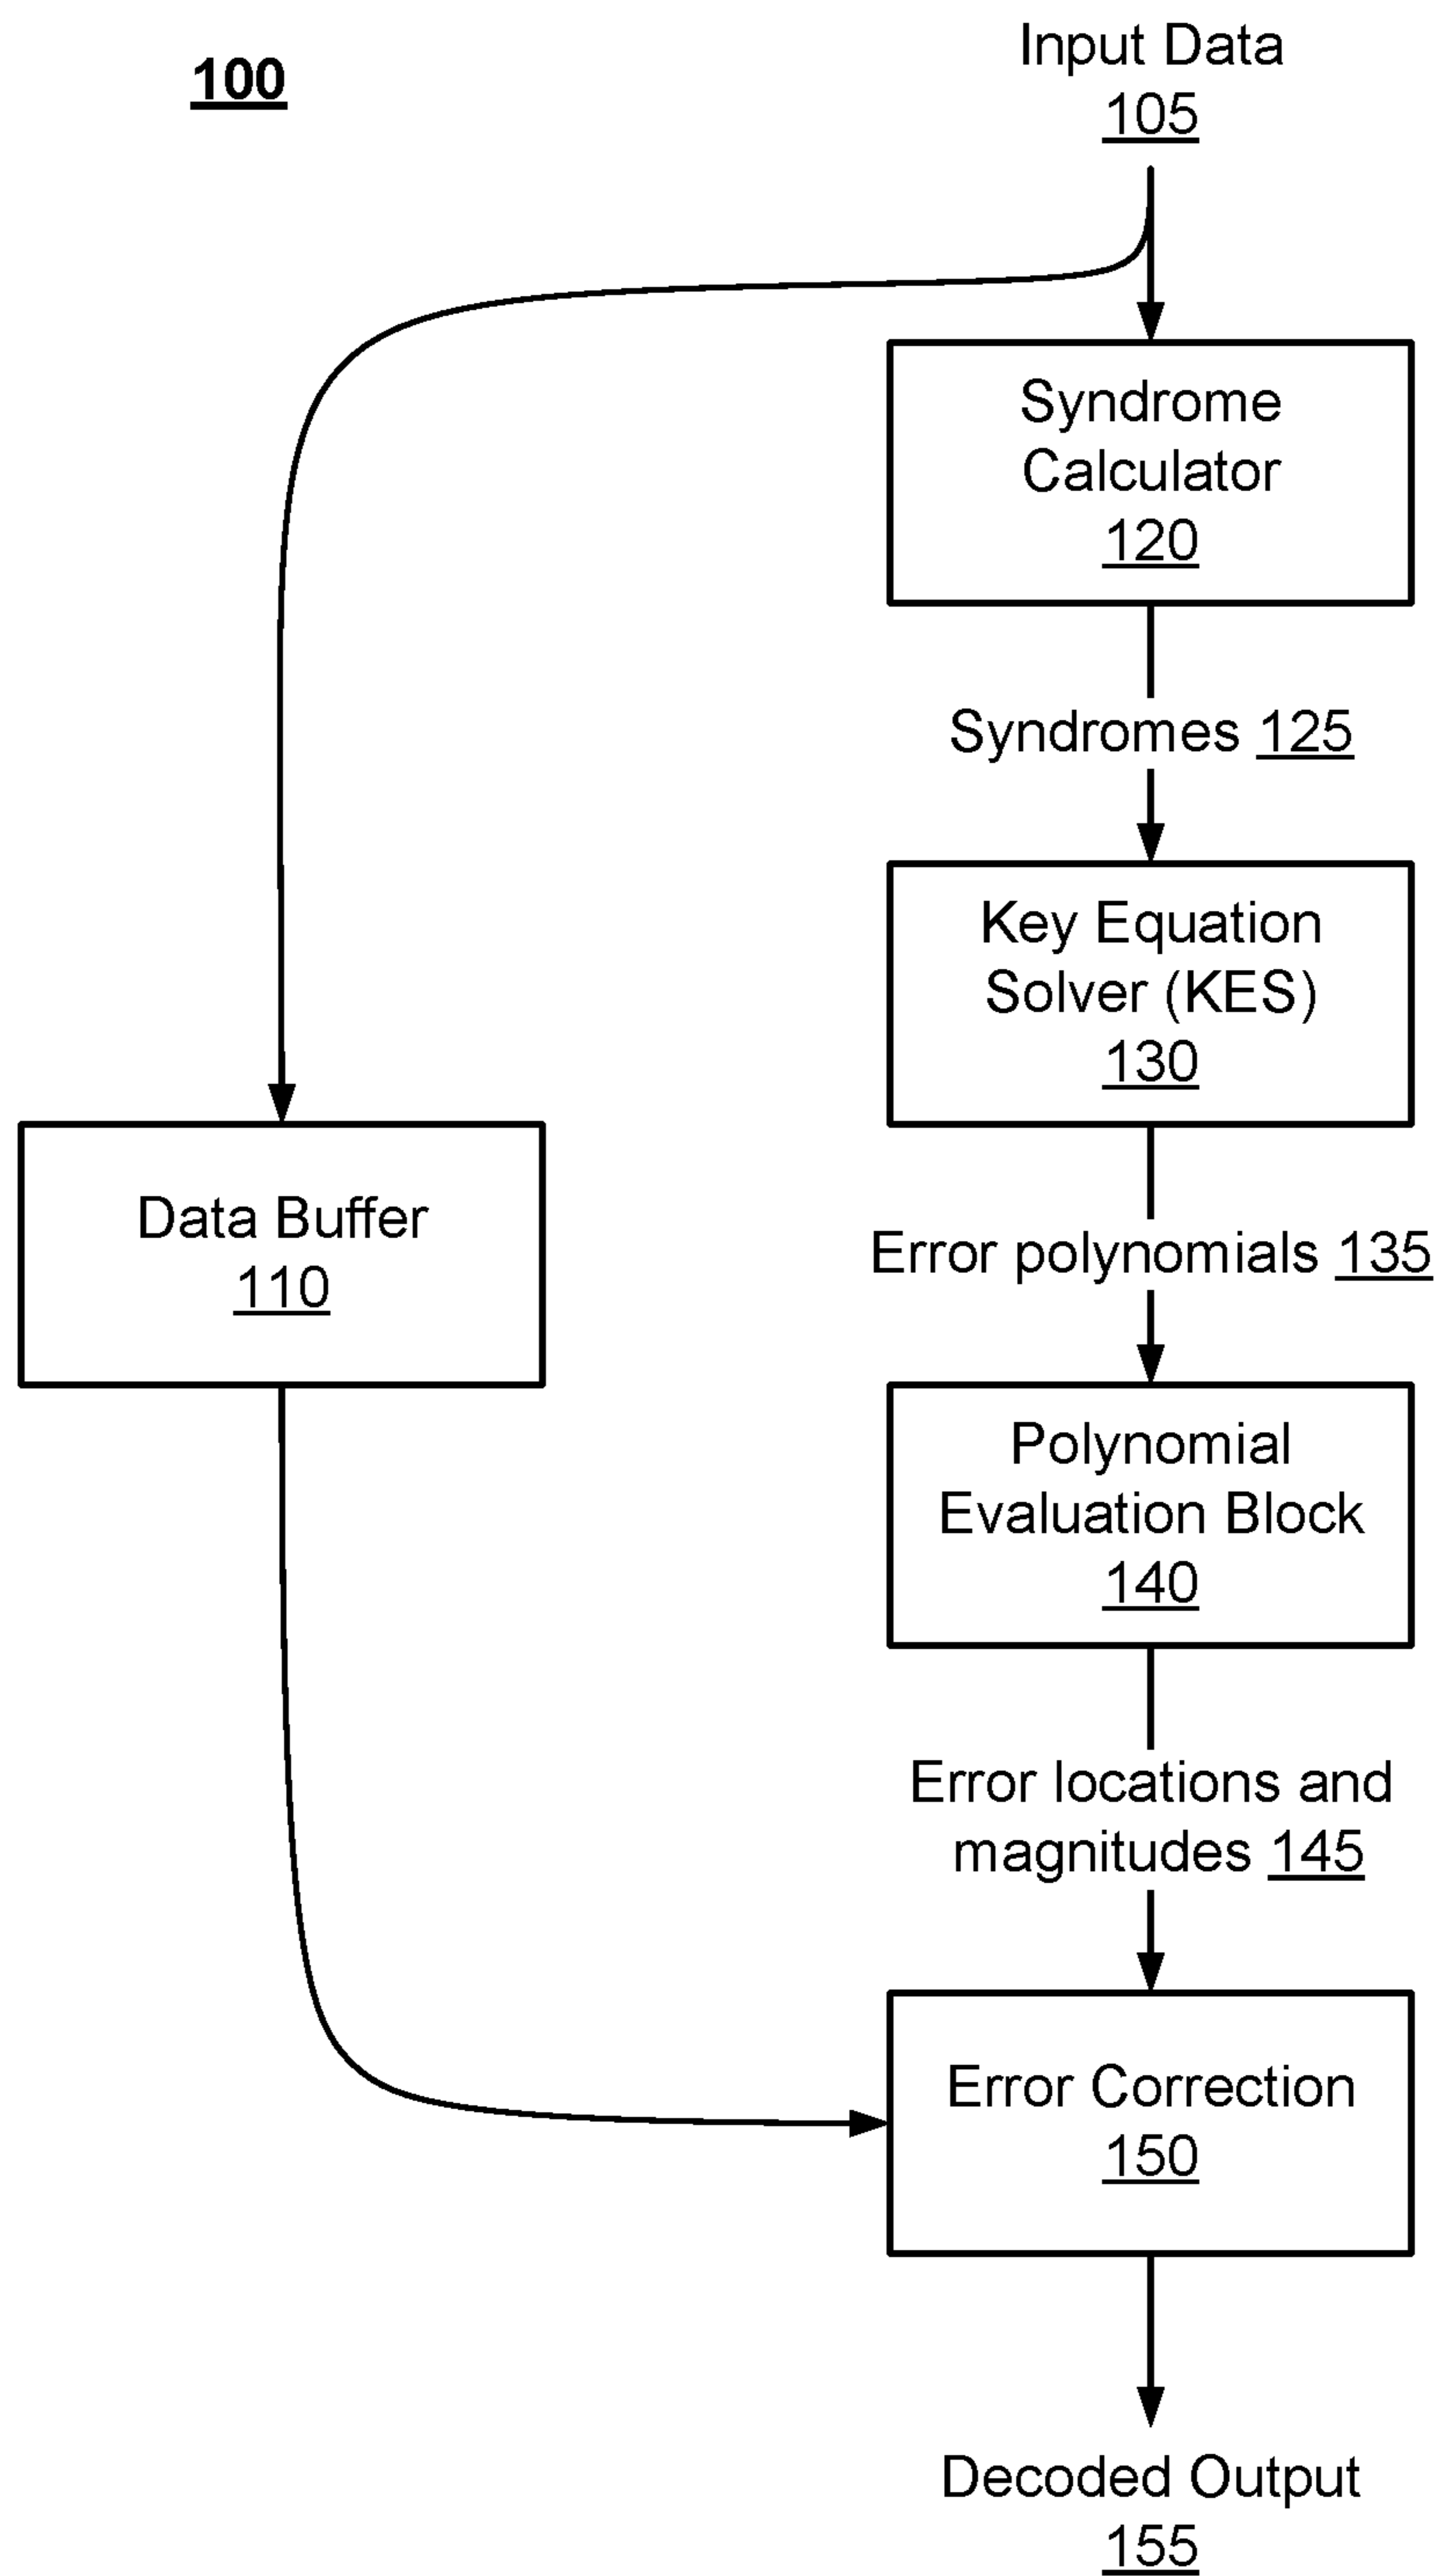 100
Input Data
105
Syndrome
Calculator
120
Syndromes 125
Key Equation
Solver (KES)
130
Data Buffer
110
Error polynomials 135
Polynomial
Evaluation Block
140
Error locations and
magnitudes 145
Error Correction
150
Decoded Output
155